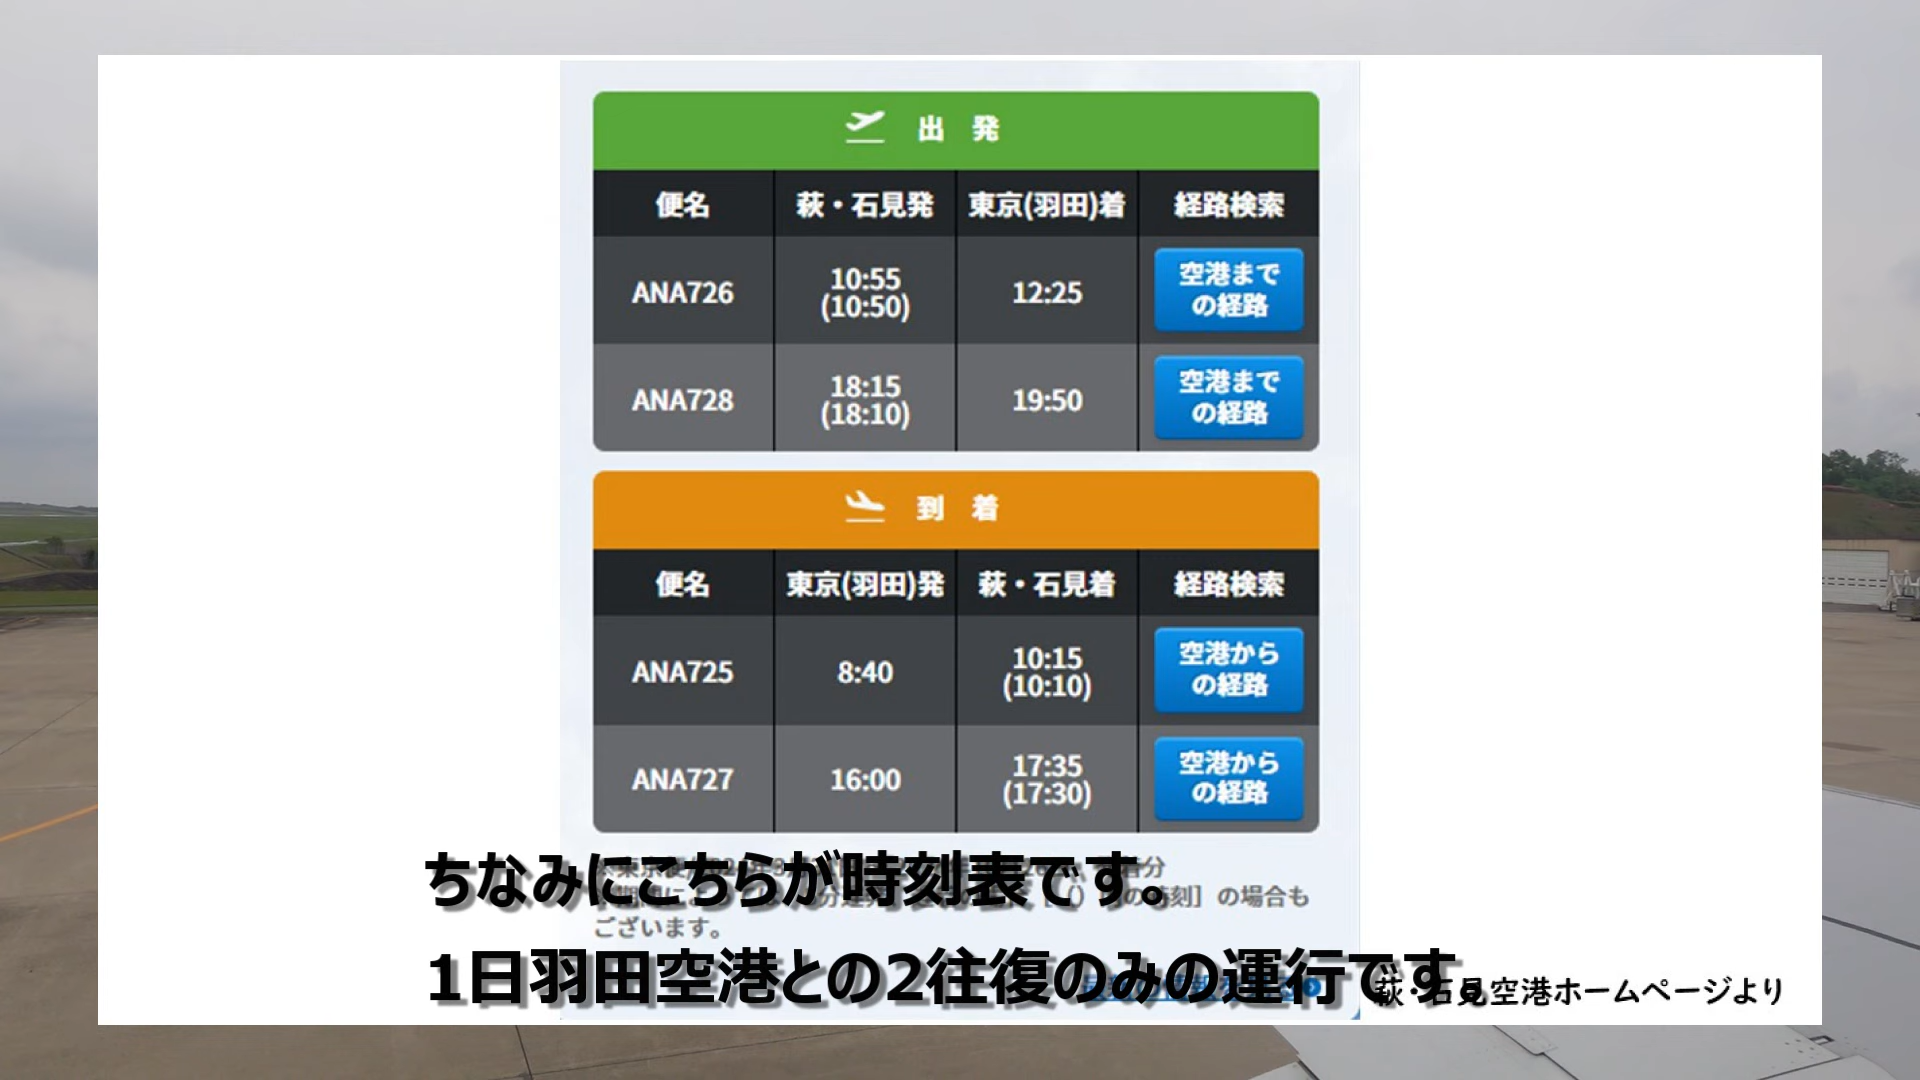 出 発
便名 萩・石見発 東京(羽田)着 経路検索
ANA726 10:55 (10:50) 12:25 空港までの経路
ANA728 18:15 (18:10) 19:50 空港までの経路
到 着
便名 東京(羽田)発 萩・石見着 経路検索
ANA725 8:40 10:15 (10:10) 空港からの経路
ANA727 16:00 17:35 (17:30) 空港からの経路
ちなみにこちらが時刻表です。
の場合も
ございます。
1日羽田空港との2往復のみの運行です。
萩・石見空港ホームページより